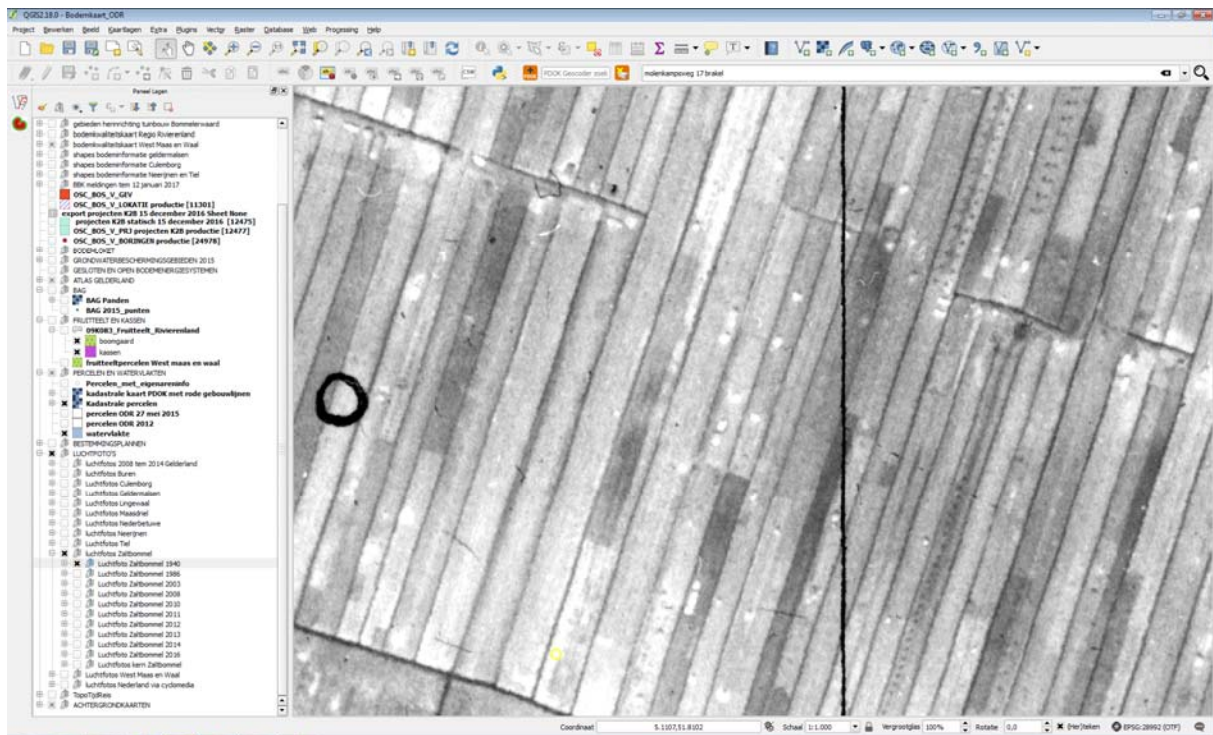 QGIS2.18.0 - Bodemkaart_ODR
Project Bewerken Beeld Kaartlagen Extra Plugins Vector Raster Database Web Processing Help
CSW PDOK Geocoder zoek molenkampsweg 17 brakel
Paneel Lagen
gebieden herinrichting tuinbouw Bommelerwaard
bodemkwaliteitskaart Regio Rivierenland
bodemkwaliteitskaart West Maas en Waal
shapes bodeminformatie geldermalsen
shapes bodeminformatie Culemborg
shapes bodeminformatie Neerijnen en Tiel
BBK meldingen tem 12 januari 2017
OSC_BOS_V_GEV
OSC_BOS_V_LOKATIE productie [11301]
export projecten K2B 15 december 2016 Sheet None
projecten K2B statisch 15 december 2016 [12475]
OSC_BOS_V_PRJ projecten K2B productie [12477]
OSC_BOS_V_BORINGEN productie [24978]
BODEMLOKET
GRONDWATERBESCHERMINGSGEBIEDEN 2015
GESLOTEN EN OPEN BODEMENERGIESYSTEMEN
ATLAS GELDERLAND
BAG
BAG Panden
BAG 2015_punten
FRUITTEELT EN KASSEN
09K083_Fruitteelt_Rivierenland
boomgaard
kassen
fruitteeltpercelen West maas en waal
PERCELEN EN WATERVLAKTEN
Percelen_met_eigenareninfo
kadastrale kaart PDOK met rode gebouwlijnen
Kadastrale percelen
percelen ODR 27 mei 2015
percelen ODR 2012
watervlakte
BESTEMMINGSPLANNEN
LUCHTFOTO'S
luchtfotos 2008 tem 2014 Gelderland
luchtfotos Buren
Luchtfotos Culemborg
Luchtfotos Geldermalsen
Luchtfotos Lingewaal
Luchtfotos Maasdriel
Luchtfotos Nederbetuwe
Luchtfotos Neerijnen
Luchtfotos Tiel
luchtfotos Zaltbommel
Luchtfoto Zaltbommel 1940
Luchtfoto Zaltbommel 1986
Luchtfoto Zaltbommel 2003
Luchtfoto Zaltbommel 2008
Luchtfoto Zaltbommel 2010
Luchtfoto Zaltbommel 2011
Luchtfoto Zaltbommel 2012
Luchtfoto Zaltbommel 2013
Luchtfoto Zaltbommel 2014
Luchtfoto Zaltbommel 2016
Luchtfotos kern Zaltbommel
Luchtfotos West Maas en Waal
luchtfotos Nederland via cyclomedia
TopoTijdReis
ACHTERGRONDKAARTEN
Coordinaat 5.1107,51.8102 Schaal 1:1.000 Vergrootglas 100% Rotatie 0,0 (Her)teken EPSG:28992 (OTF)